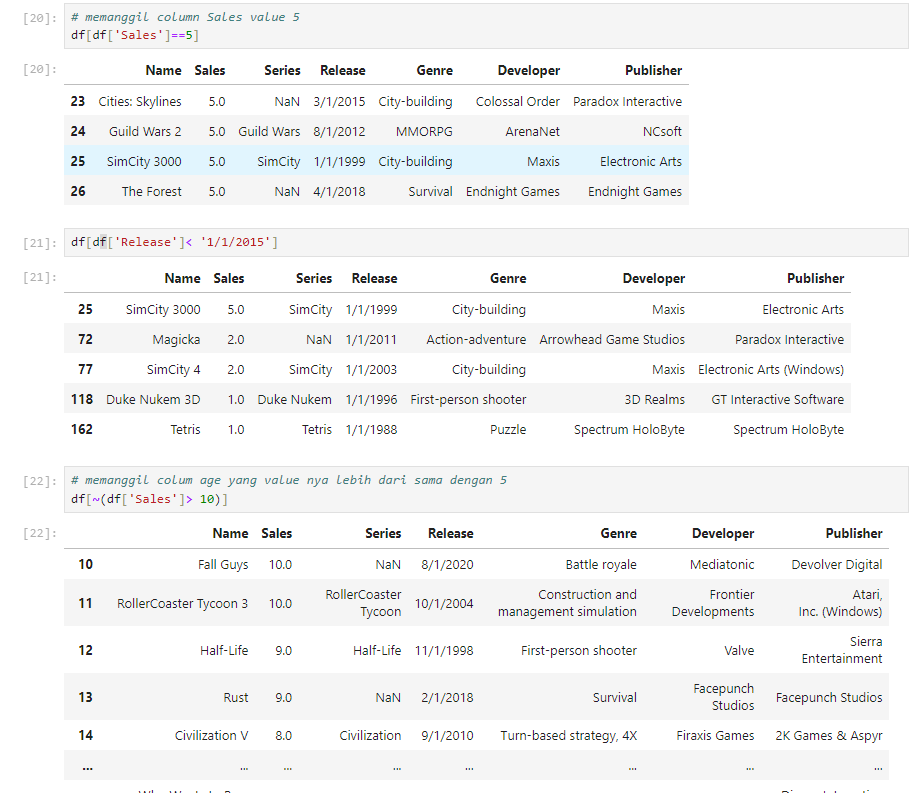 [20]: # memanggil column Sales value 5
df[df['Sales']==5]
[20]: Name Sales Series Release Genre Developer Publisher
23 Cities: Skylines 5.0 NaN 3/1/2015 City-building Colossal Order Paradox Interactive
24 Guild Wars 2 5.0 Guild Wars 8/1/2012 MMORPG ArenaNet NCsoft
25 SimCity 3000 5.0 SimCity 1/1/1999 City-building Maxis Electronic Arts
26 The Forest 5.0 NaN 4/1/2018 Survival Endnight Games Endnight Games
[21]: df[df['Release']< '1/1/2015']
[21]: Name Sales Series Release Genre Developer Publisher
25 SimCity 3000 5.0 SimCity 1/1/1999 City-building Maxis Electronic Arts
72 Magicka 2.0 NaN 1/1/2011 Action-adventure Arrowhead Game Studios Paradox Interactive
77 SimCity 4 2.0 SimCity 1/1/2003 City-building Maxis Electronic Arts (Windows)
118 Duke Nukem 3D 1.0 Duke Nukem 1/1/1996 First-person shooter 3D Realms GT Interactive Software
162 Tetris 1.0 Tetris 1/1/1988 Puzzle Spectrum HoloByte Spectrum HoloByte
[22]: # memanggil colum age yang value nya lebih dari sama dengan 5
df[~(df['Sales']> 10)]
[22]: Name Sales Series Release Genre Developer Publisher
10 Fall Guys 10.0 NaN 8/1/2020 Battle royale Mediatonic Devolver Digital
11 RollerCoaster Tycoon 3 10.0 RollerCoaster Tycoon 10/1/2004 Construction and management simulation Frontier Developments Atari, Inc. (Windows)
12 Half-Life 9.0 Half-Life 11/1/1998 First-person shooter Valve Sierra Entertainment
13 Rust 9.0 NaN 2/1/2018 Survival Facepunch Studios Facepunch Studios
14 Civilization V 8.0 Civilization 9/1/2010 Turn-based strategy, 4X Firaxis Games 2K Games & Aspyr
... ... ... ... ... ... ... ...